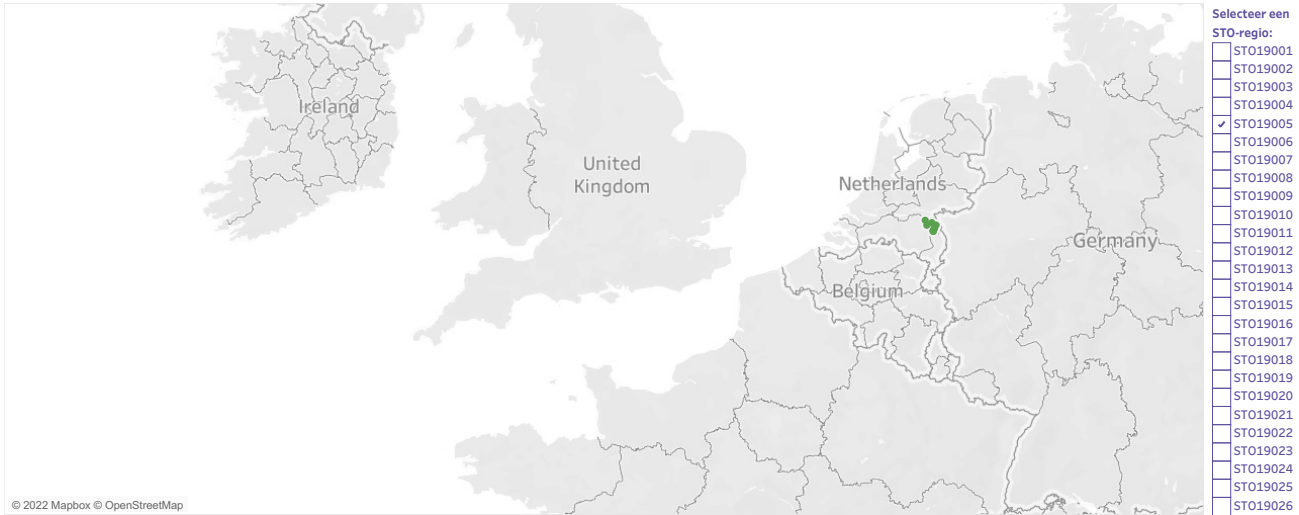 Ireland
United
Kingdom
Netherlands
Belgium
Germany
© 2022 Mapbox © OpenStreetMap
Selecteer een
STO-regio:
STO19001
STO19002
STO19003
STO19004
STO19005
STO19006
STO19007
STO19008
STO19009
STO19010
STO19011
STO19012
STO19013
STO19014
STO19015
STO19016
STO19017
STO19018
STO19019
STO19020
STO19021
STO19022
STO19023
STO19024
STO19025
STO19026